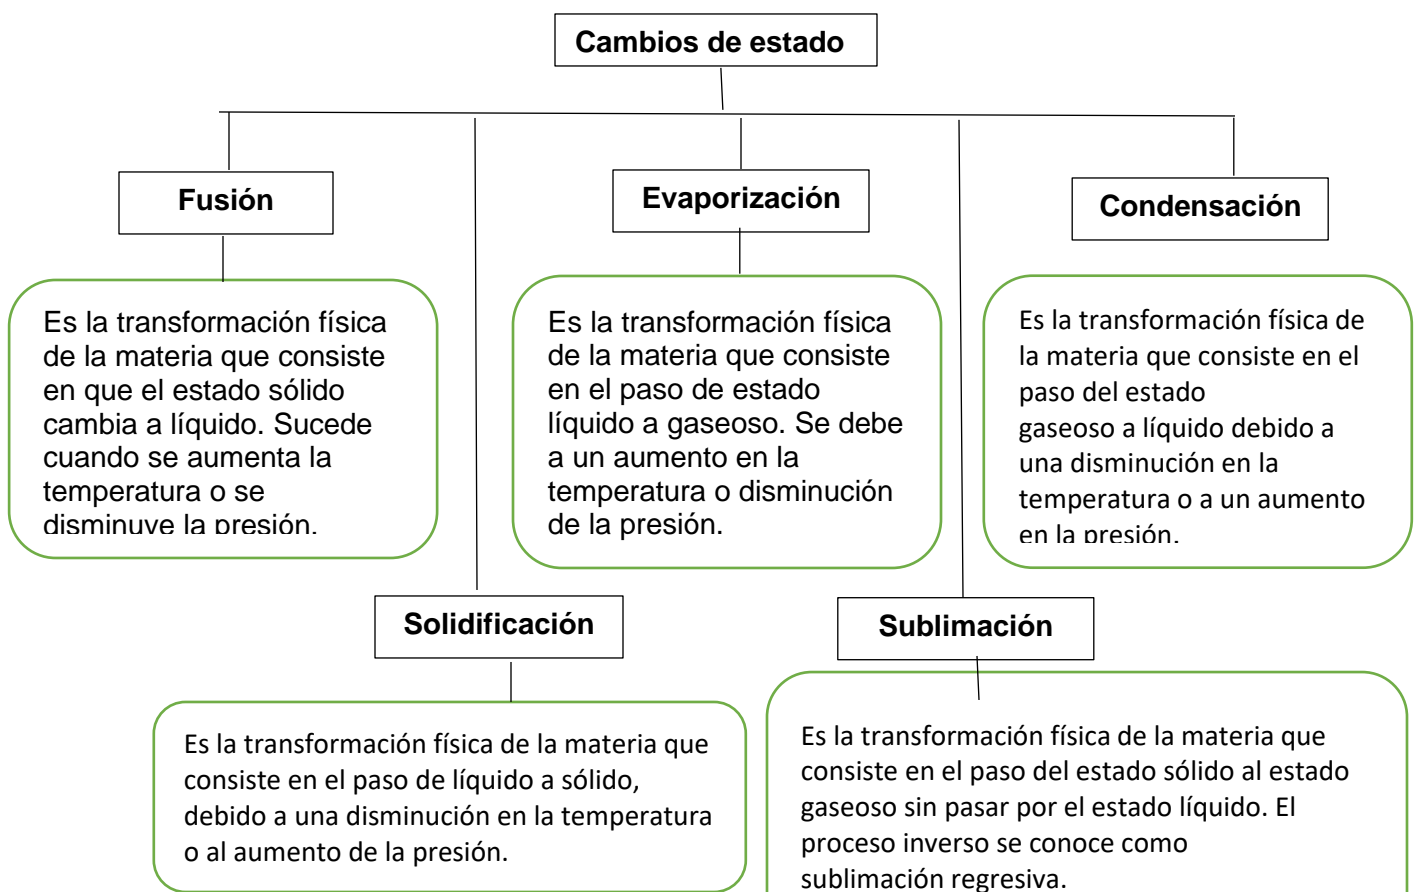 Cambios de estado
Fusión
Evaporización
Condensación
Es la transformación física
de la materia que consiste
en que el estado sólido
cambia a líquido. Sucede
cuando se aumenta la
temperatura o se
disminuye la presión.
Es la transformación física
de la materia que consiste
en el paso de estado
líquido a gaseoso. Se debe
a un aumento en la
temperatura o disminución
de la presión.
Es la transformación física de
la materia que consiste en el
paso del estado
gaseoso a líquido debido a
una disminución en la
temperatura o a un aumento
en la presión.
Solidificación
Sublimación
Es la transformación física de la materia que
consiste en el paso de líquido a sólido,
debido a una disminución en la temperatura
o al aumento de la presión.
Es la transformación física de la materia que
consiste en el paso del estado sólido al estado
gaseoso sin pasar por el estado líquido. El
proceso inverso se conoce como
sublimación regresiva.